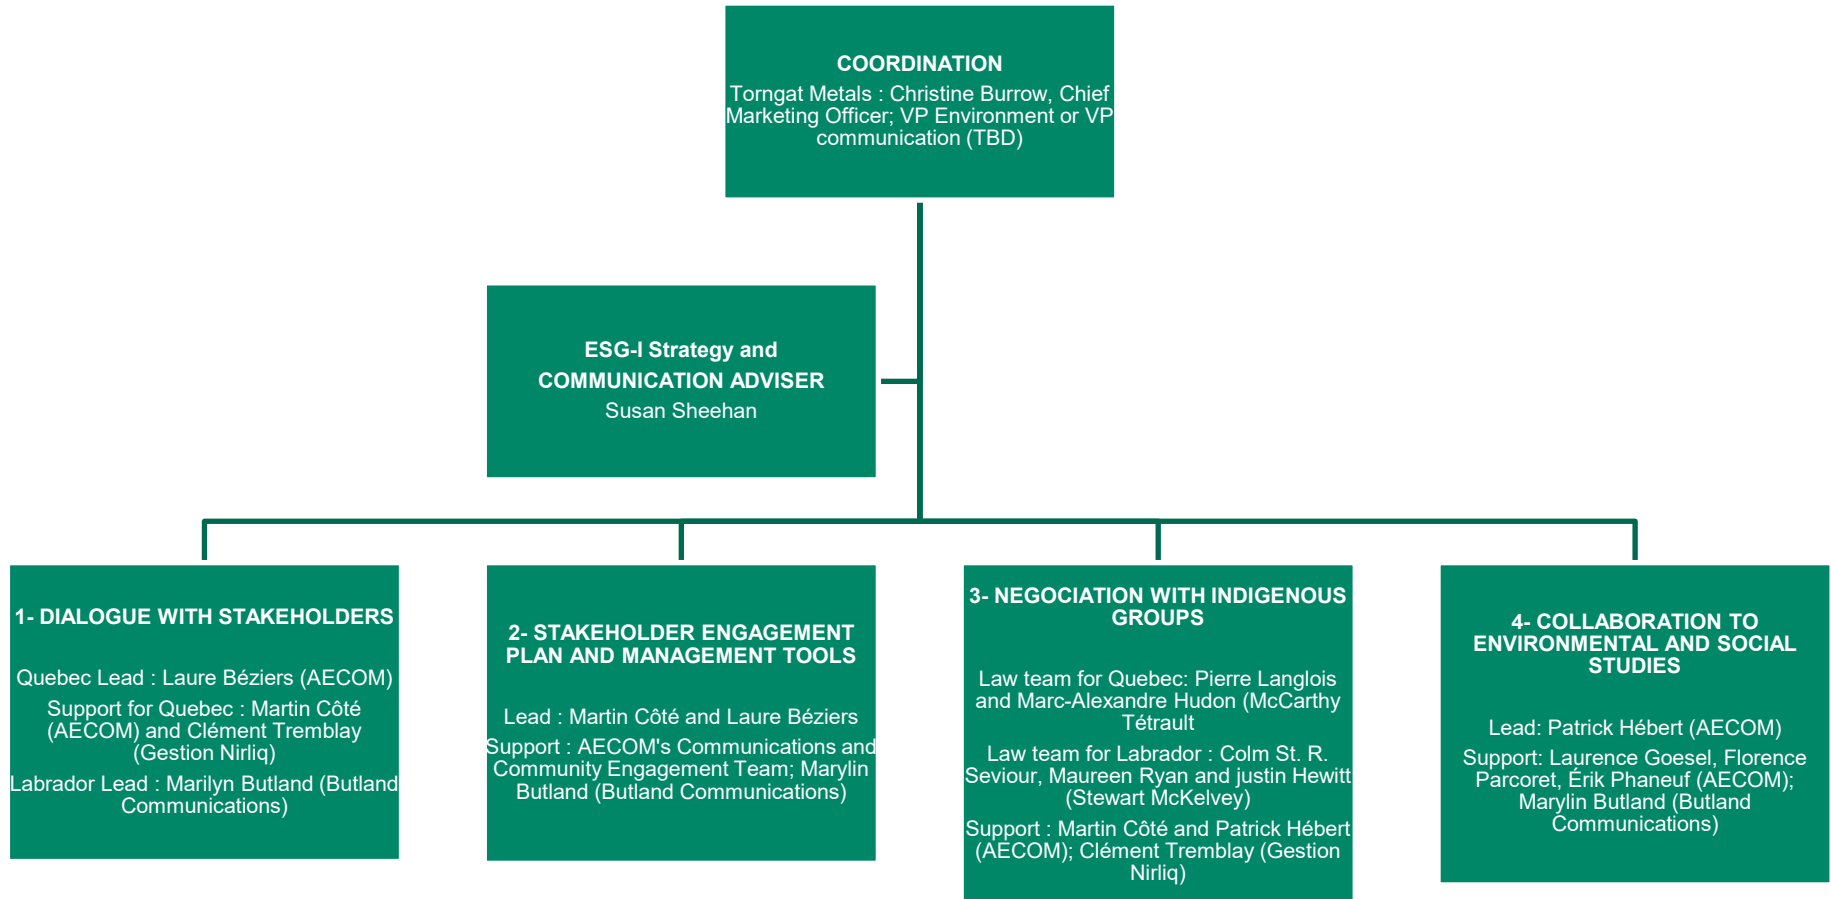 COORDINATION
Torngat Metals : Christine Burrow, Chief
Marketing Officer; VP Environment or VP
communication (TBD)
ESG-I Strategy and
COMMUNICATION ADVISER
Susan Sheehan
1- DIALOGUE WITH STAKEHOLDERS
Quebec Lead : Laure Béziers (AECOM)
Support for Quebec : Martin Côté
(AECOM) and Clément Tremblay
(Gestion Nirliq)
Labrador Lead : Marilyn Butland (Butland
Communications)
2- STAKEHOLDER ENGAGEMENT
PLAN AND MANAGEMENT TOOLS
Lead : Martin Côté and Laure Béziers
Support : AECOM's Communications and
Community Engagement Team; Marylin
Butland (Butland Communications)
3- NEGOCIATION WITH INDIGENOUS
GROUPS
Law team for Quebec: Pierre Langlois
and Marc-Alexandre Hudon (McCarthy
Tétrault
Law team for Labrador : Colm St. R.
Seviour, Maureen Ryan and justin Hewitt
(Stewart McKelvey)
Support : Martin Côté and Patrick Hébert
(AECOM); Clément Tremblay (Gestion
Nirliq)
4- COLLABORATION TO
ENVIRONMENTAL AND SOCIAL
STUDIES
Lead: Patrick Hébert (AECOM)
Support: Laurence Goesel, Florence
Parcoret, Érik Phaneuf (AECOM);
Marylin Butland (Butland
Communications)